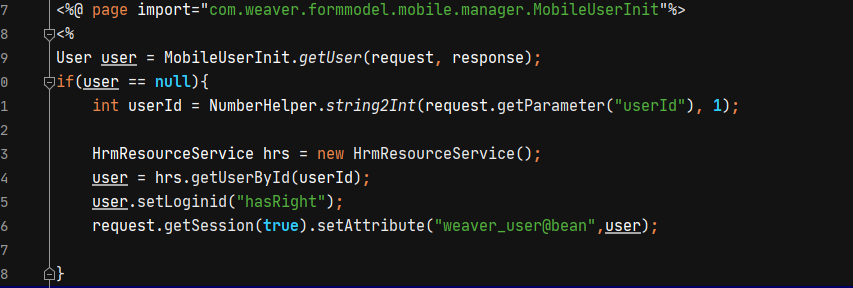 7 <%@ page import="com.weaver.formmodel.mobile.manager.MobileUserInit"%>
8 <%
9 User user = MobileUserInit.getUser(request, response);
0 if(user == null){
1 int userId = NumberHelper.string2Int(request.getParameter("userId"), 1);
2
3 HrmResourceService hrs = new HrmResourceService();
4 user = hrs.getUserById(userId);
5 user.setLoginid("hasRight");
6 request.getSession(true).setAttribute("weaver_user@bean",user);
7
8 }